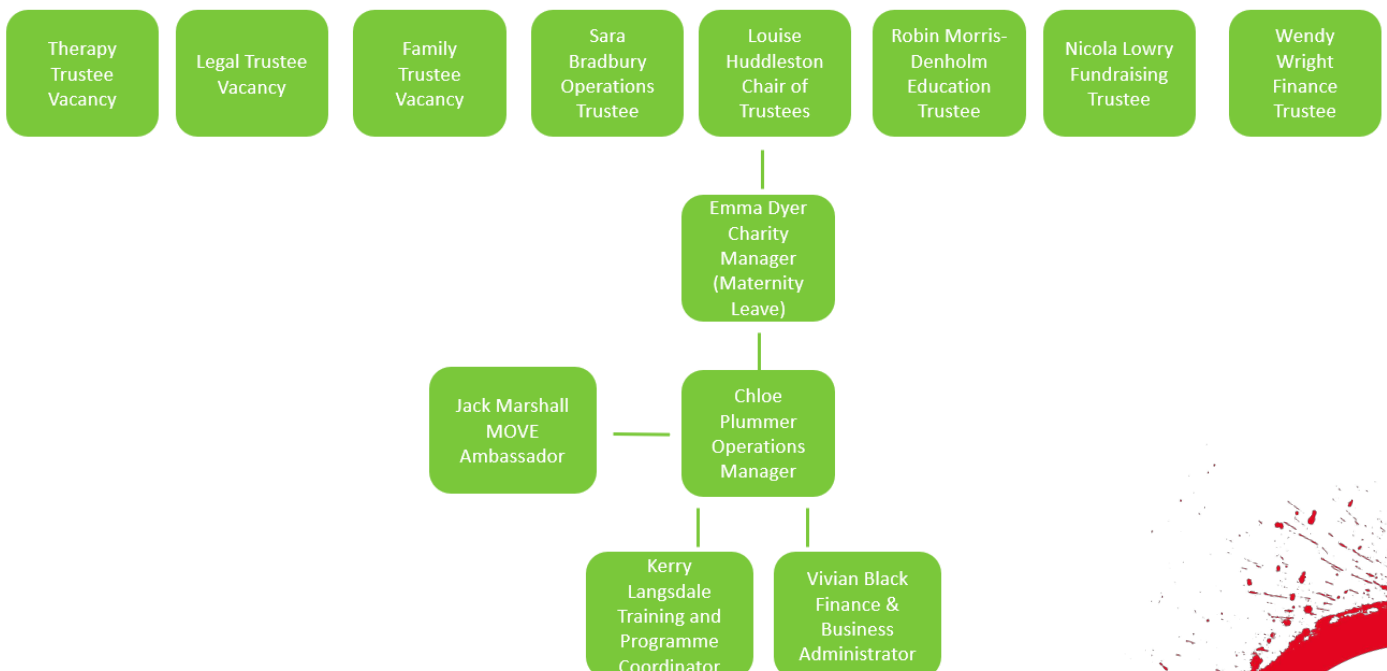 Therapy
Trustee
Vacancy
Legal Trustee
Vacancy
Family
Trustee
Vacancy
Sara
Bradbury
Operations
Trustee
Louise
Huddleston
Chair of
Trustees
Robin Morris-
Denholm
Education
Trustee
Nicola Lowry
Fundraising
Trustee
Wendy
Wright
Finance
Trustee
Emma Dyer
Charity
Manager
(Maternity
Leave)
Jack Marshall
MOVE
Ambassador
Chloe
Plummer
Operations
Manager
Kerry
Langsdale
Training and
Programme
Coordinator
Vivian Black
Finance &
Business
Administrator